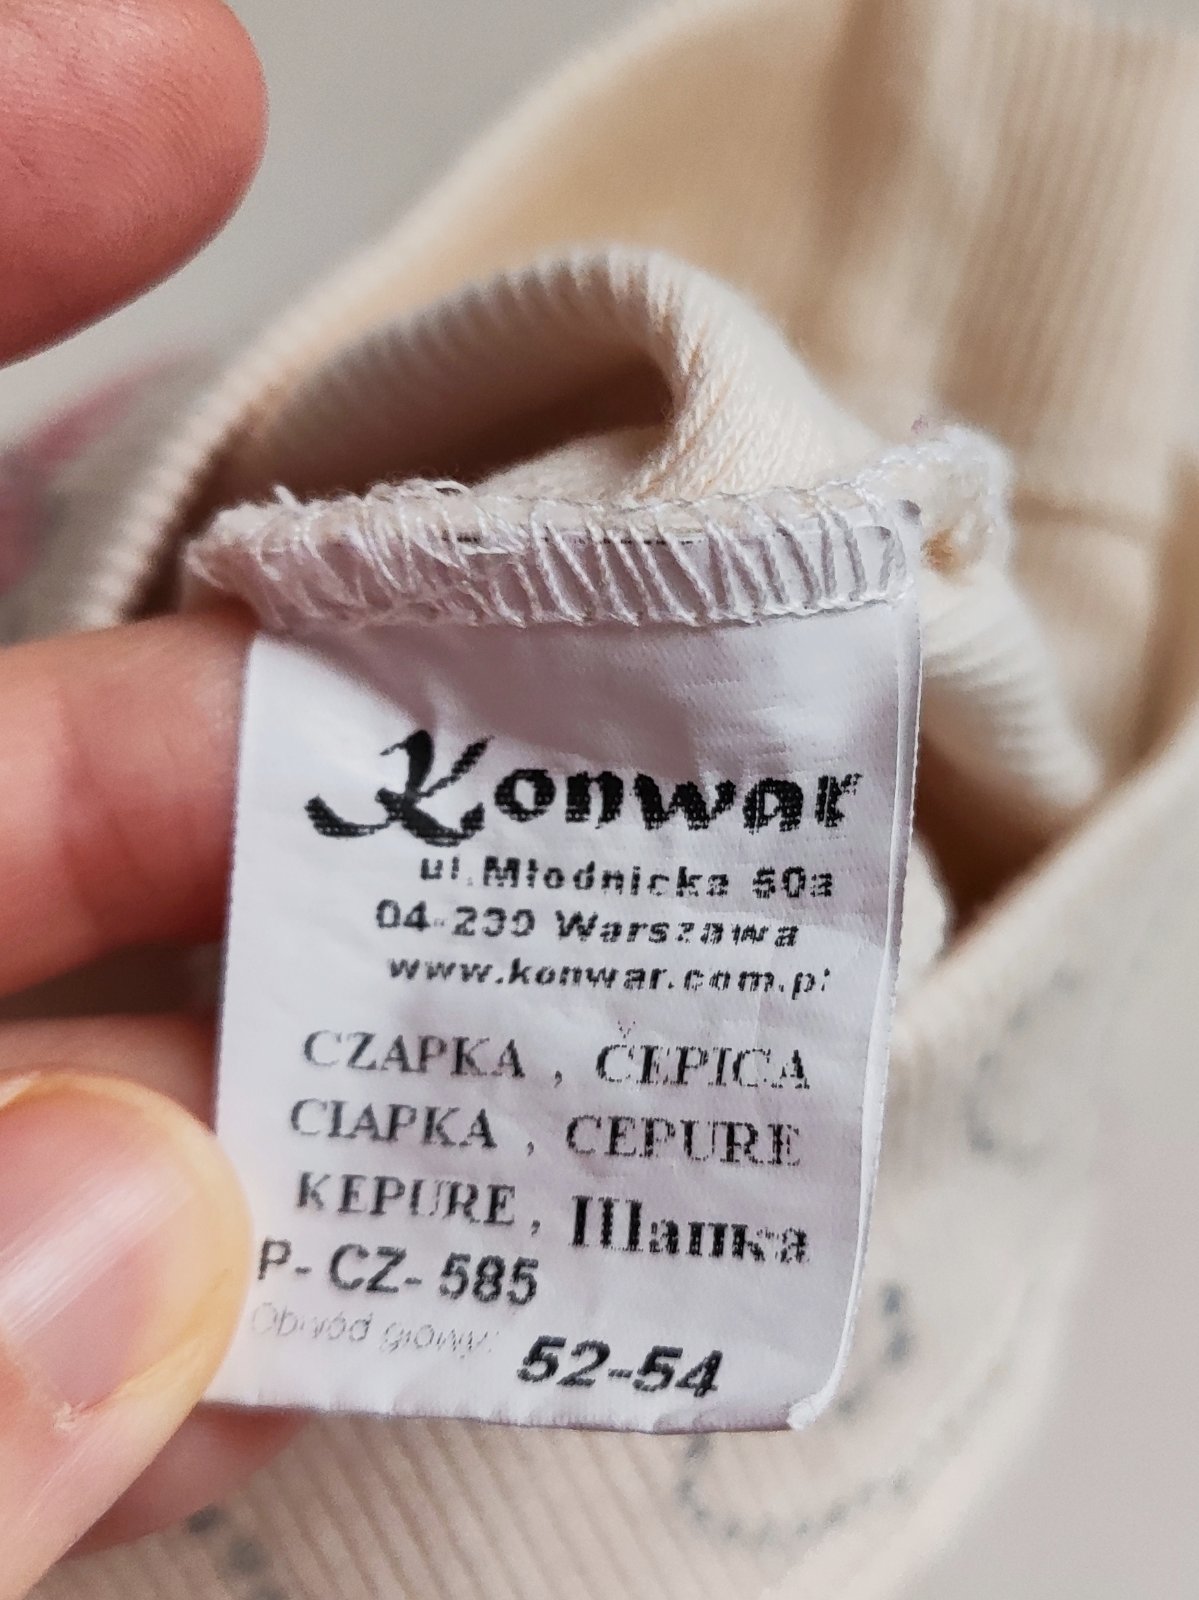 Konwar
ul. Młodnicka 60a
04-239 Warszawa
www.konwar.com.pl
CZAPKA , ČEPICA
CIAPKA , CEPURE
KEPURE , Шапка
P- CZ- 585
Obwód głowy:
52-54